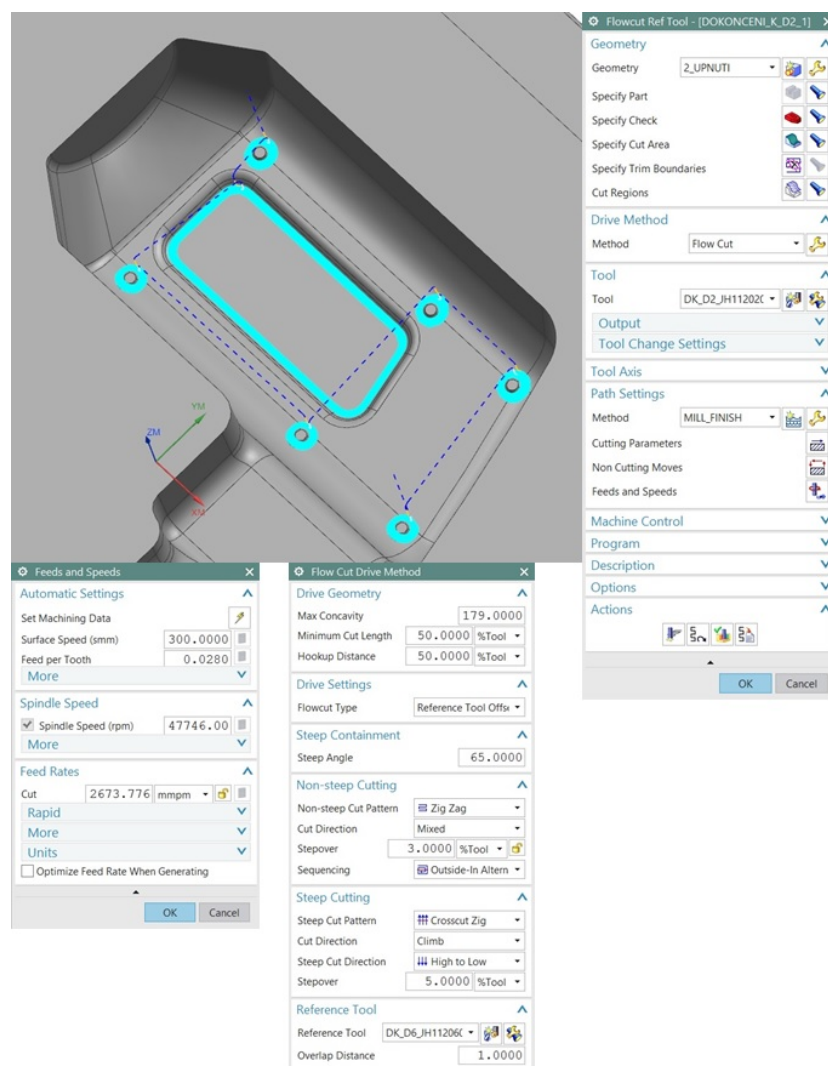 Flowcut Ref Tool - [DOKONCENI_K_D2_1]
Geometry
Geometry 2_UPNUTI
Specify Part
Specify Check
Specify Cut Area
Specify Trim Boundaries
Cut Regions
Drive Method
Method Flow Cut
Tool
Tool DK_D2_JH11202(
Output
Tool Change Settings
Tool Axis
Path Settings
Method MILL_FINISH
Cutting Parameters
Non Cutting Moves
Feeds and Speeds
Machine Control
Program
Description
Options
Actions
OK Cancel
YM
ZM
XM
Feeds and Speeds
Automatic Settings
Set Machining Data
Surface Speed (smm) 300.0000
Feed per Tooth 0.0280
More
Spindle Speed
Spindle Speed (rpm) 47746.00
More
Feed Rates
Cut 2673.776 mmpm
Rapid
More
Units
Optimize Feed Rate When Generating
OK Cancel
Flow Cut Drive Method
Drive Geometry
Max Concavity 179.0000
Minimum Cut Length 50.0000 %Tool
Hookup Distance 50.0000 %Tool
Drive Settings
Flowcut Type Reference Tool Offse
Steep Containment
Steep Angle 65.0000
Non-steep Cutting
Non-steep Cut Pattern Zig Zag
Cut Direction Mixed
Stepover 3.0000 %Tool
Sequencing Outside-In Altern
Steep Cutting
Steep Cut Pattern Crosscut Zig
Cut Direction Climb
Steep Cut Direction High to Low
Stepover 5.0000 %Tool
Reference Tool
Reference Tool DK_D6_JH11206(
Overlap Distance 1.0000